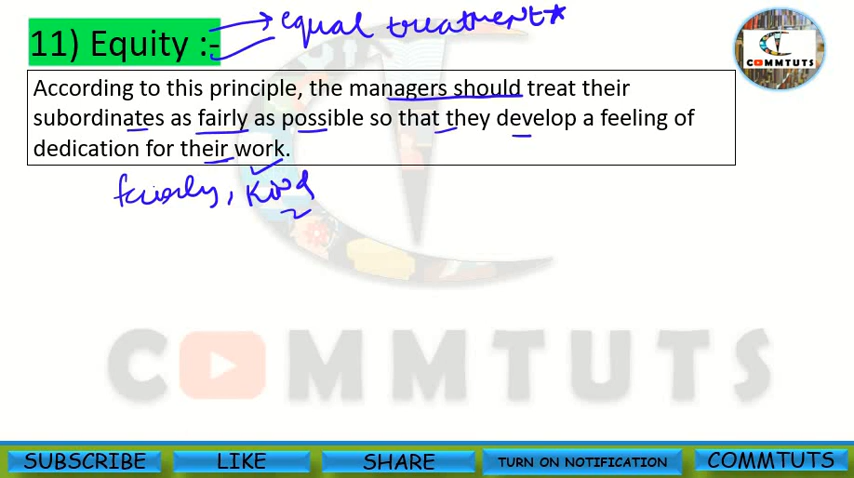 equal treatment*
11) Equity :-
COMMTUTS
According to this principle, the managers should treat their
subordinates as fairly as possible so that they develop a feeling of
dedication for their work.
fairly, Kind
COMMTUTS
SUBSCRIBE
LIKE
SHARE
TURN ON NOTIFICATION
COMMTUTS